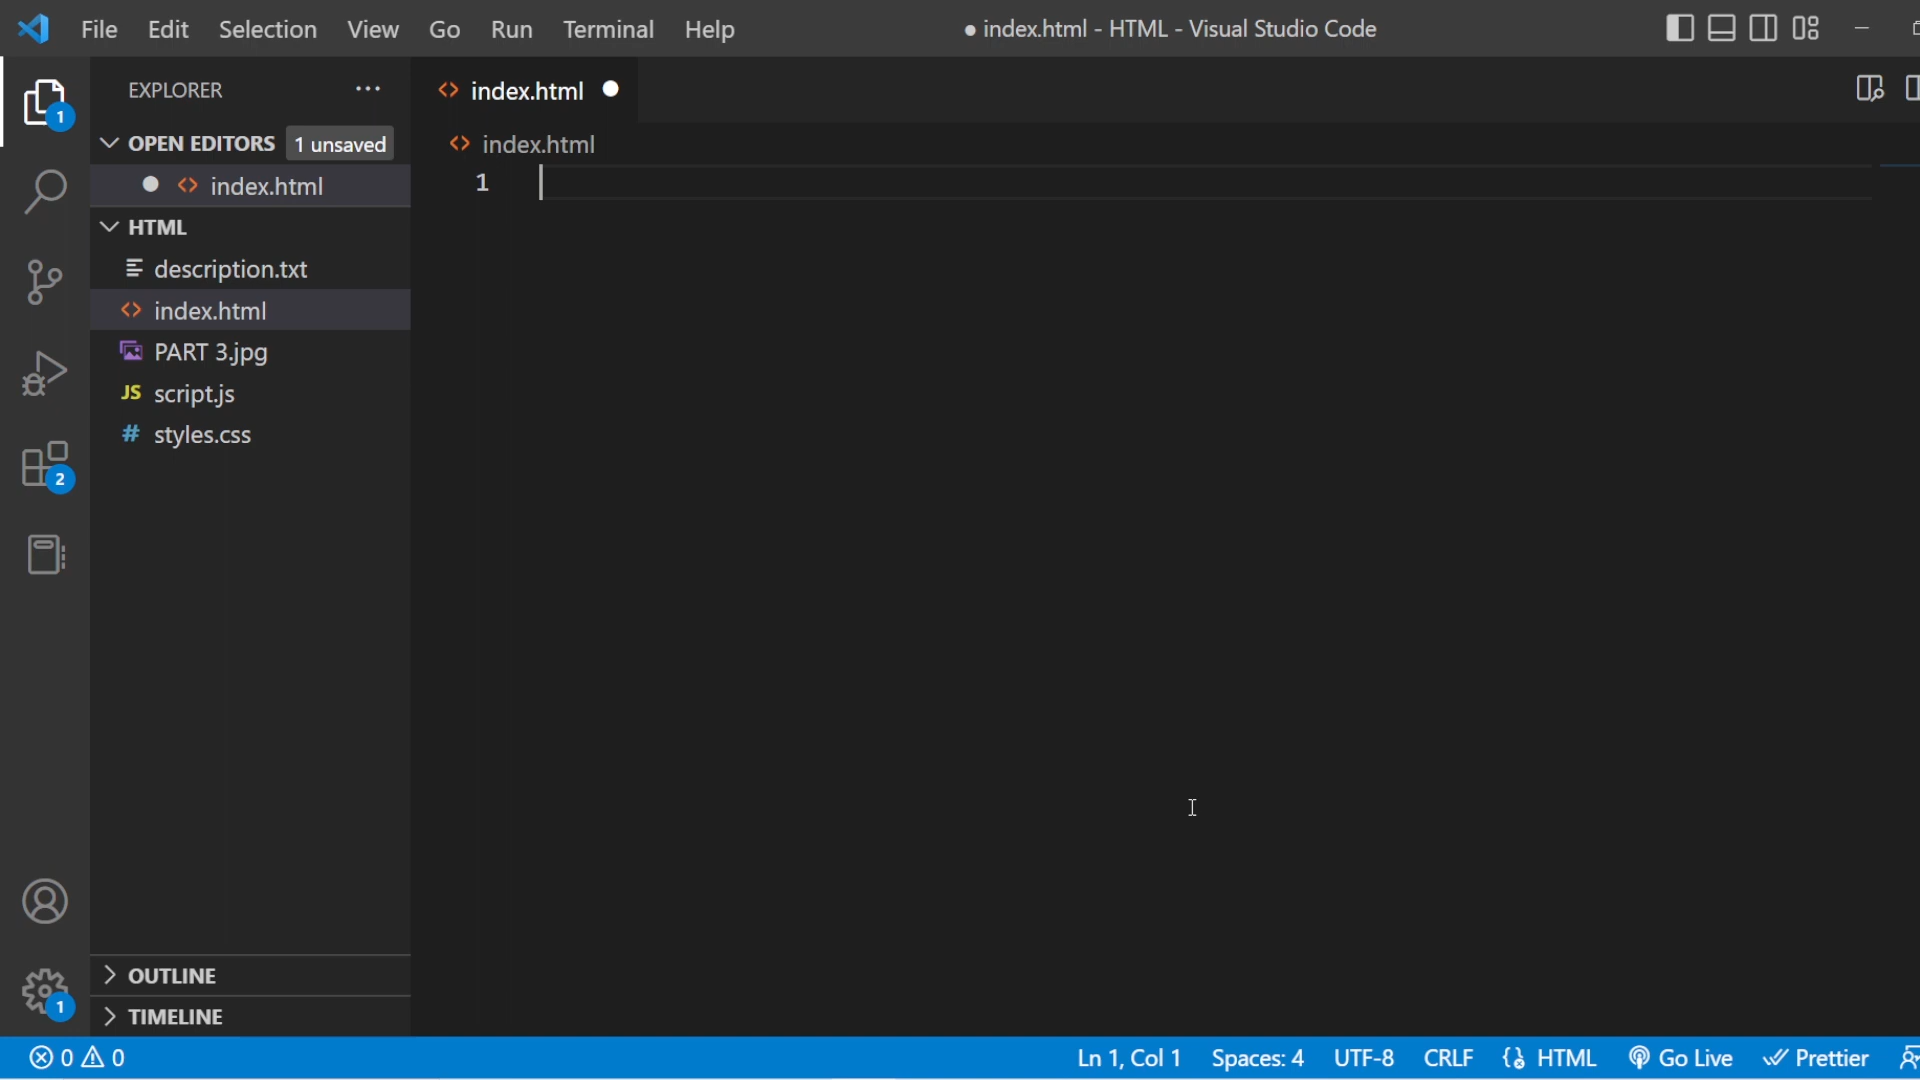 File Edit Selection View Go Run Terminal Help
● index.html - HTML - Visual Studio Code
EXPLORER
1
OPEN EDITORS 1 unsaved
index.html
HTML
description.txt
index.html
PART 3.jpg
JS script.js
# styles.css
2
OUTLINE
TIMELINE
1
index.html
index.html
1
0 0
Ln 1, Col 1 Spaces: 4 UTF-8 CRLF HTML Go Live Prettier